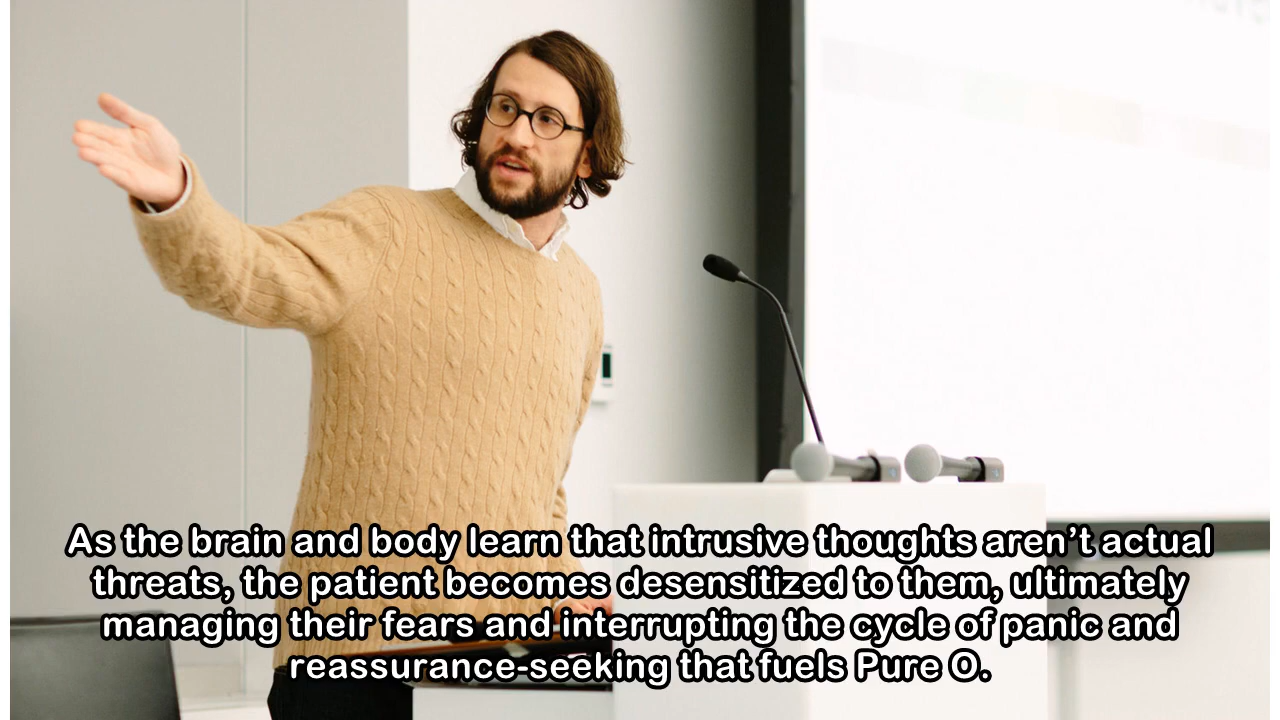 As the brain and body learn that intrusive thoughts aren’t actual
threats, the patient becomes desensitized to them, ultimately
managing their fears and interrupting the cycle of panic and
reassurance-seeking that fuels Pure O.